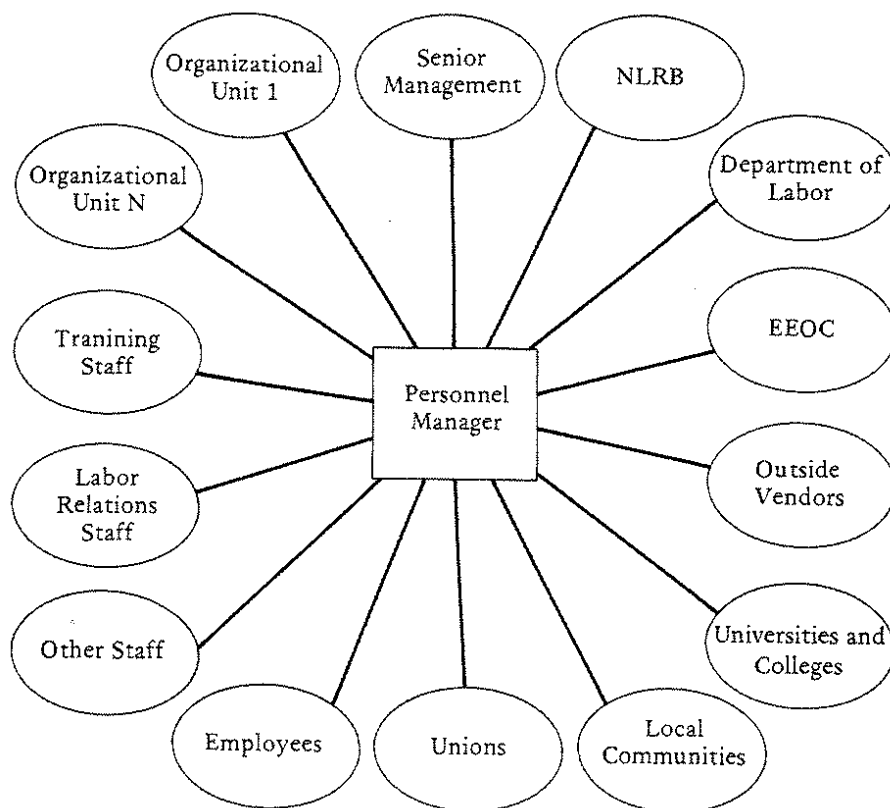 Organizational
Unit 1
Senior
Management
NLRB
Department of
Labor
EEOC
Outside
Vendors
Universities and
Colleges
Local
Communities
Unions
Employees
Other Staff
Labor
Relations
Staff
Tranining
Staff
Organizational
Unit N
Personnel
Manager